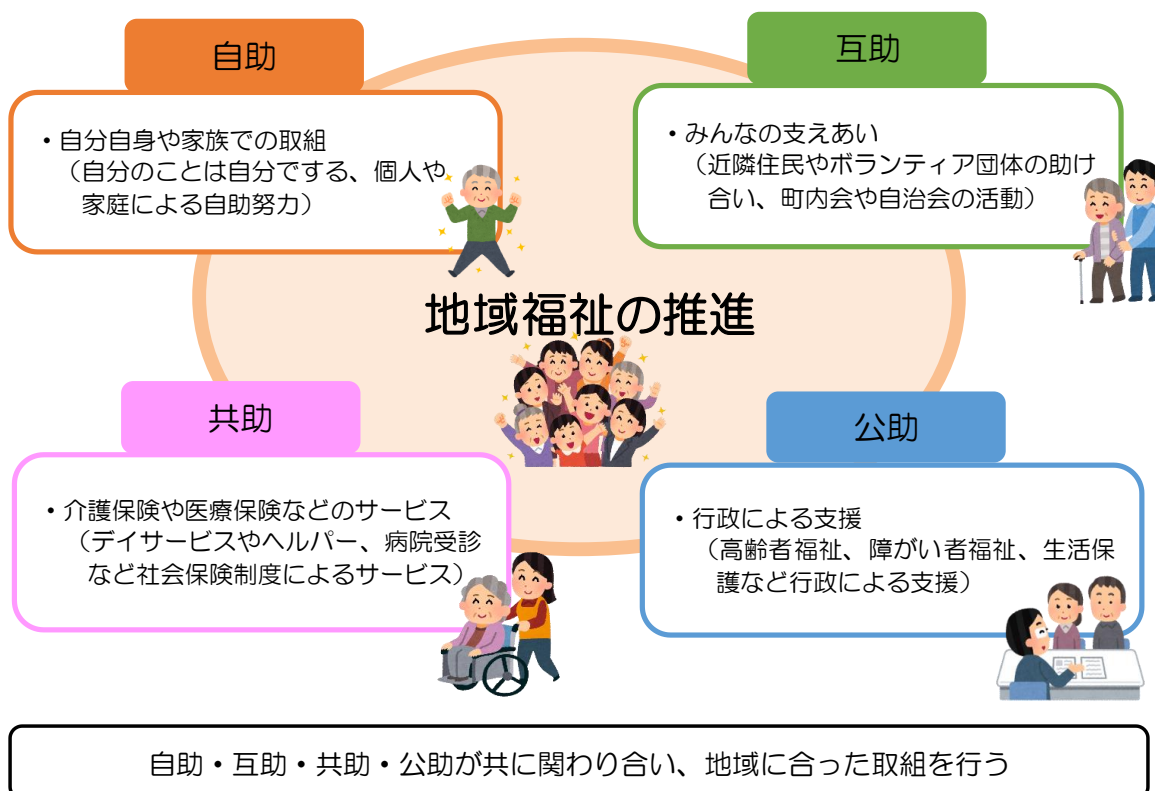 自助
・自分自身や家族での取組
（自分のことは自分でする、個人や
家庭による自助努力）
互助
・みんなの支えあい
（近隣住民やボランティア団体の助け
合い、町内会や自治会の活動）
地域福祉の推進
共助
・介護保険や医療保険などのサービス
（デイサービスやヘルパー、病院受診
など社会保険制度によるサービス）
公助
・行政による支援
（高齢者福祉、障がい者福祉、生活保
護など行政による支援）
自助・互助・共助・公助が共に関わり合い、地域に合った取組を行う